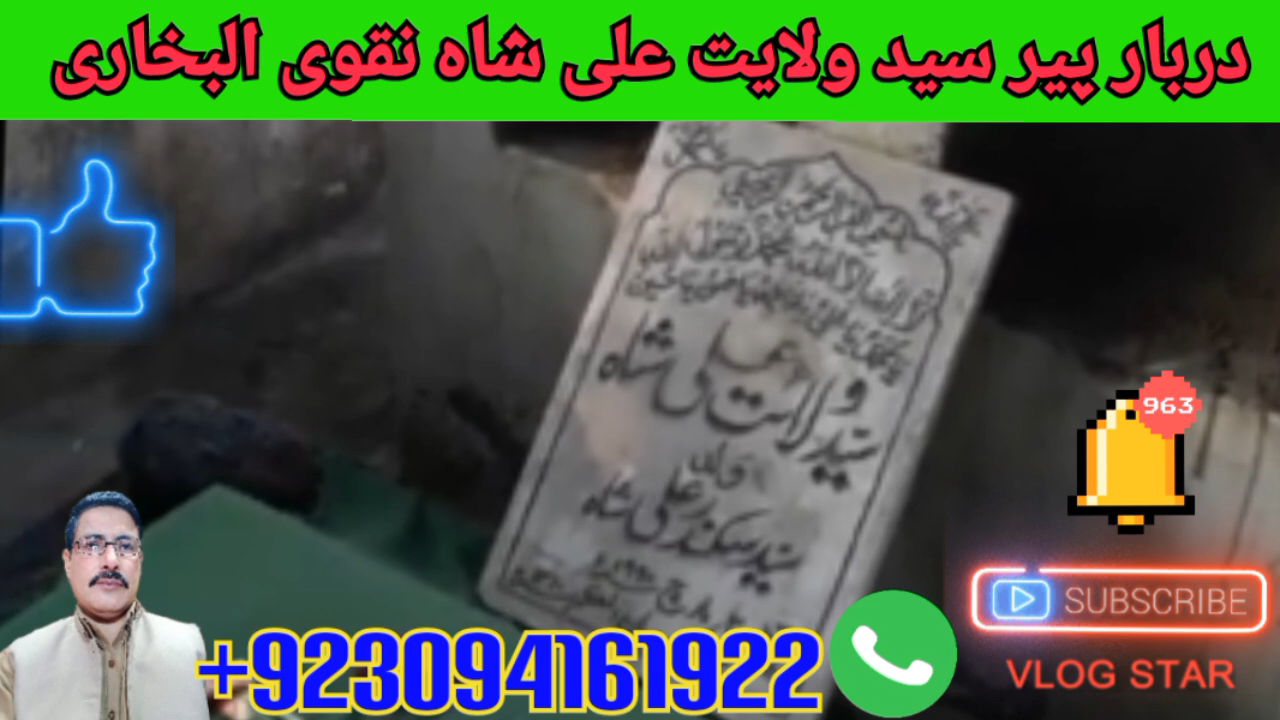 دربار پیر سید ولایت علی شاہ نقوی البخاری
لا الہ الا اللہ محمد رسول اللہ
سید ولایت علی شاہ
سید سکندر علی شاہ
963
SUBSCRIBE
VLOG STAR
+923094161922